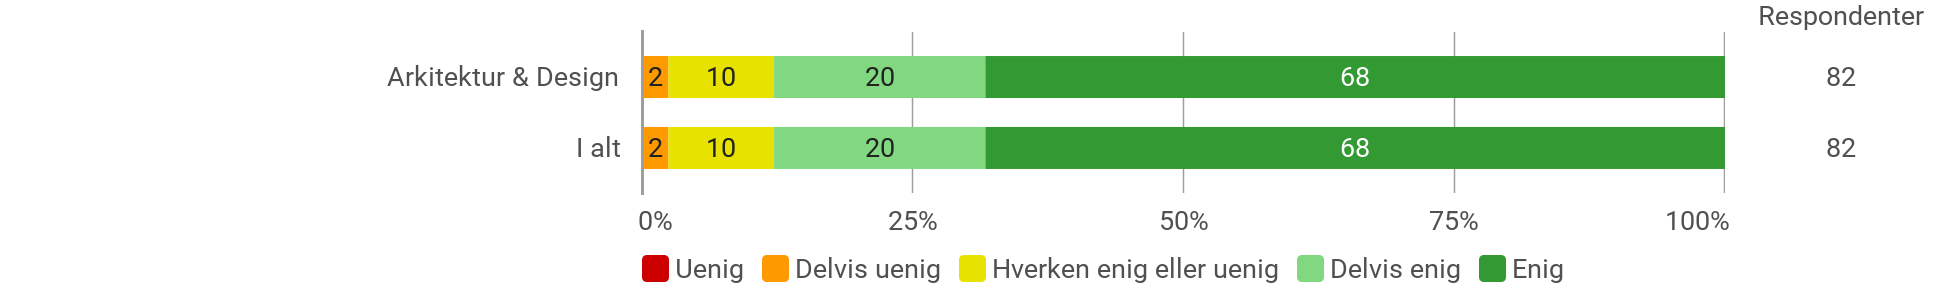 Respondenter
Arkitektur & Design 2 10 20 68 82
I alt 2 10 20 68 82
0% 25% 50% 75% 100%
Uenig Delvis uenig Hverken enig eller uenig Delvis enig Enig